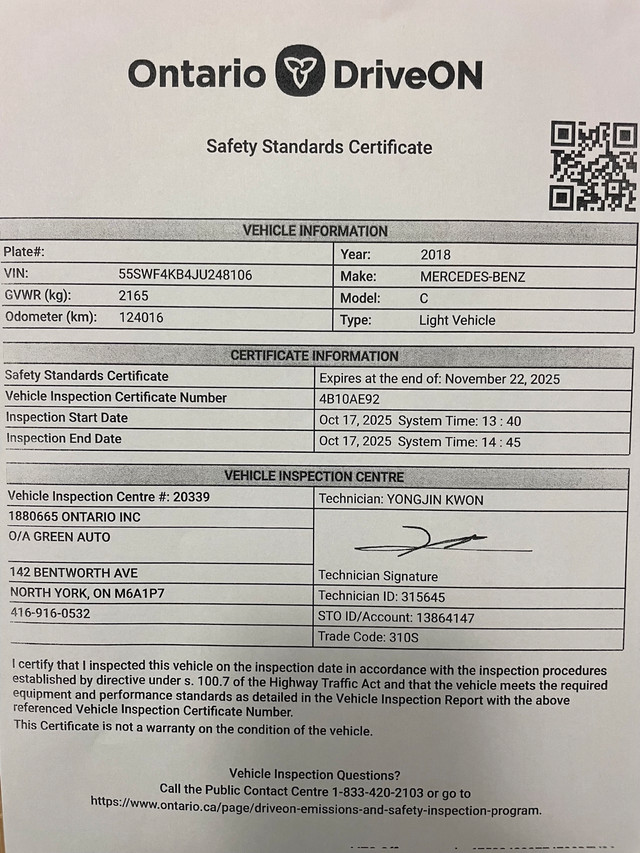 Ontario DriveON
Safety Standards Certificate
VEHICLE INFORMATION
Plate#:
Year: 2018
VIN: 55SWF4KB4JU248106
Make: MERCEDES-BENZ
GVWR (kg): 2165
Model: C
Odometer (km): 124016
Type: Light Vehicle
CERTIFICATE INFORMATION
Safety Standards Certificate Expires at the end of: November 22, 2025
Vehicle Inspection Certificate Number 4B10AE92
Inspection Start Date Oct 17, 2025 System Time: 13 : 40
Inspection End Date Oct 17, 2025 System Time: 14 : 45
VEHICLE INSPECTION CENTRE
Vehicle Inspection Centre #: 20339 Technician: YONGJIN KWON
1880665 ONTARIO INC
O/A GREEN AUTO
142 BENTWORTH AVE Technician Signature
NORTH YORK, ON M6A1P7 Technician ID: 315645
416-916-0532 STO ID/Account: 13864147
Trade Code: 310S
I certify that I inspected this vehicle on the inspection date in accordance with the inspection procedures
established by directive under s. 100.7 of the Highway Traffic Act and that the vehicle meets the required
equipment and performance standards as detailed in the Vehicle Inspection Report with the above
referenced Vehicle Inspection Certificate Number.
This Certificate is not a warranty on the condition of the vehicle.
Vehicle Inspection Questions?
Call the Public Contact Centre 1-833-420-2103 or go to
https://www.ontario.ca/page/driveon-emissions-and-safety-inspection-program.